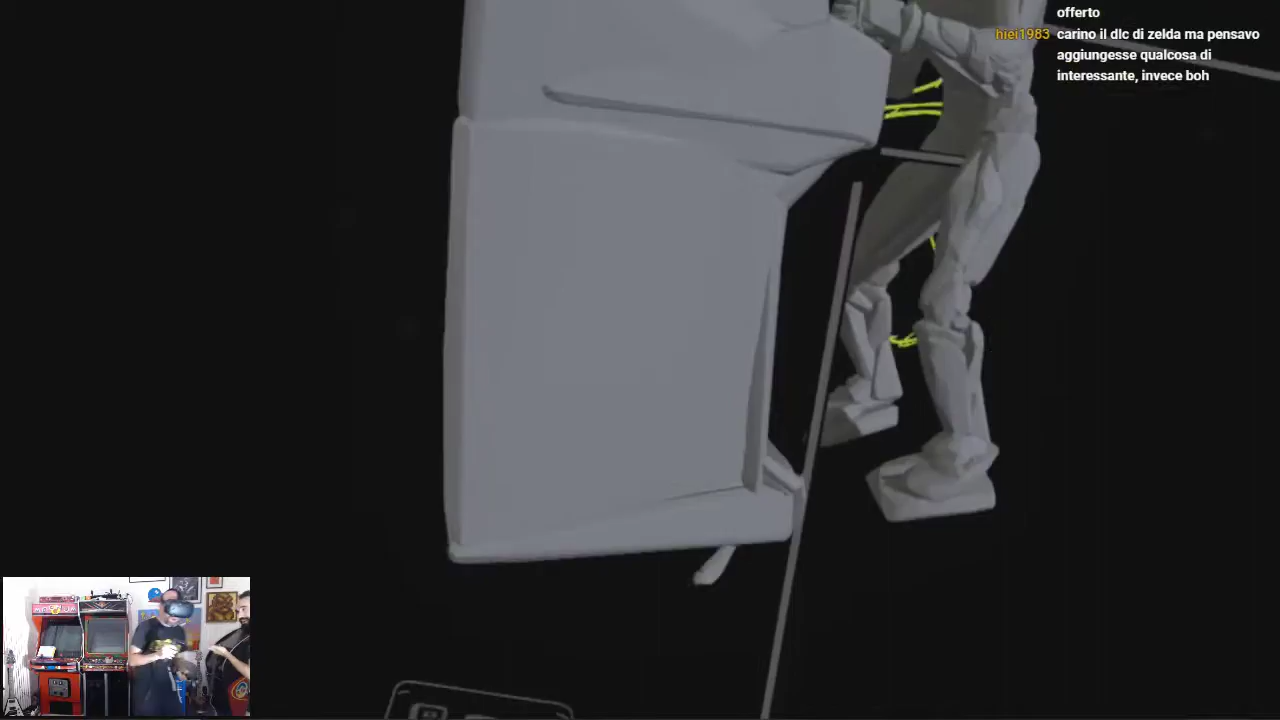 offerto
hiei1983 carino il dlc di zelda ma pensavo
aggiungesse qualcosa di
interessante, invece boh